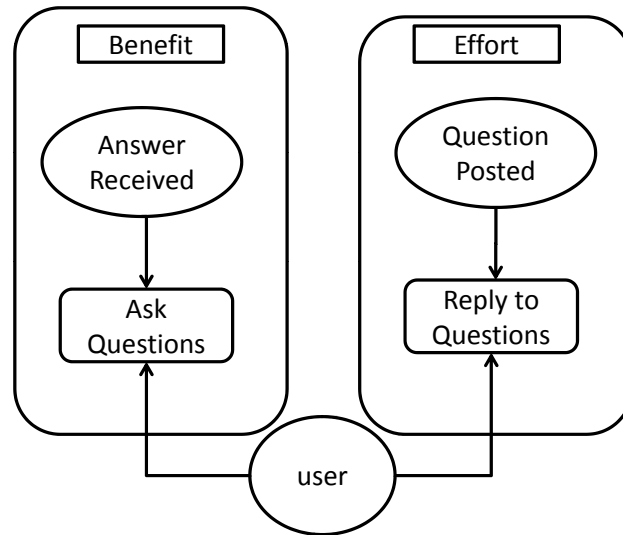 Benefit
Answer
Received
Ask
Questions
Effort
Question
Posted
Reply to
Questions
user